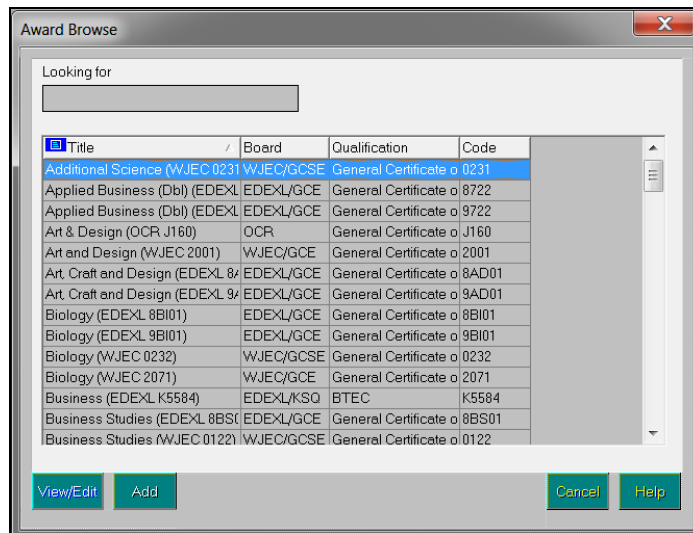 Award Browse
X
Looking for
Title Board Qualification Code
Additional Science (WJEC 0231 WJEC/GCSE General Certificate o 0231
Applied Business (Dbl) (EDEXL EDEXL/GCE General Certificate o 8722
Applied Business (Dbl) (EDEXL EDEXL/GCE General Certificate o 9722
Art & Design (OCR J160) OCR General Certificate o J160
Art and Design (WJEC 2001) WJEC/GCE General Certificate o 2001
Art, Craft and Design (EDEXL 8A EDEXL/GCE General Certificate o 8AD01
Art, Craft and Design (EDEXL 9A EDEXL/GCE General Certificate o 9AD01
Biology (EDEXL 8BI01) EDEXL/GCE General Certificate o 8BI01
Biology (EDEXL 9BI01) EDEXL/GCE General Certificate o 9BI01
Biology (WJEC 0232) WJEC/GCSE General Certificate o 0232
Biology (WJEC 2071) WJEC/GCE General Certificate o 2071
Business (EDEXL K5584) EDEXL/KSQ BTEC K5584
Business Studies (EDEXL 8BS0 EDEXL/GCE General Certificate o 8BS01
Business Studies (WJEC 0122) WJEC/GCSE General Certificate o 0122
View/Edit Add Cancel Help